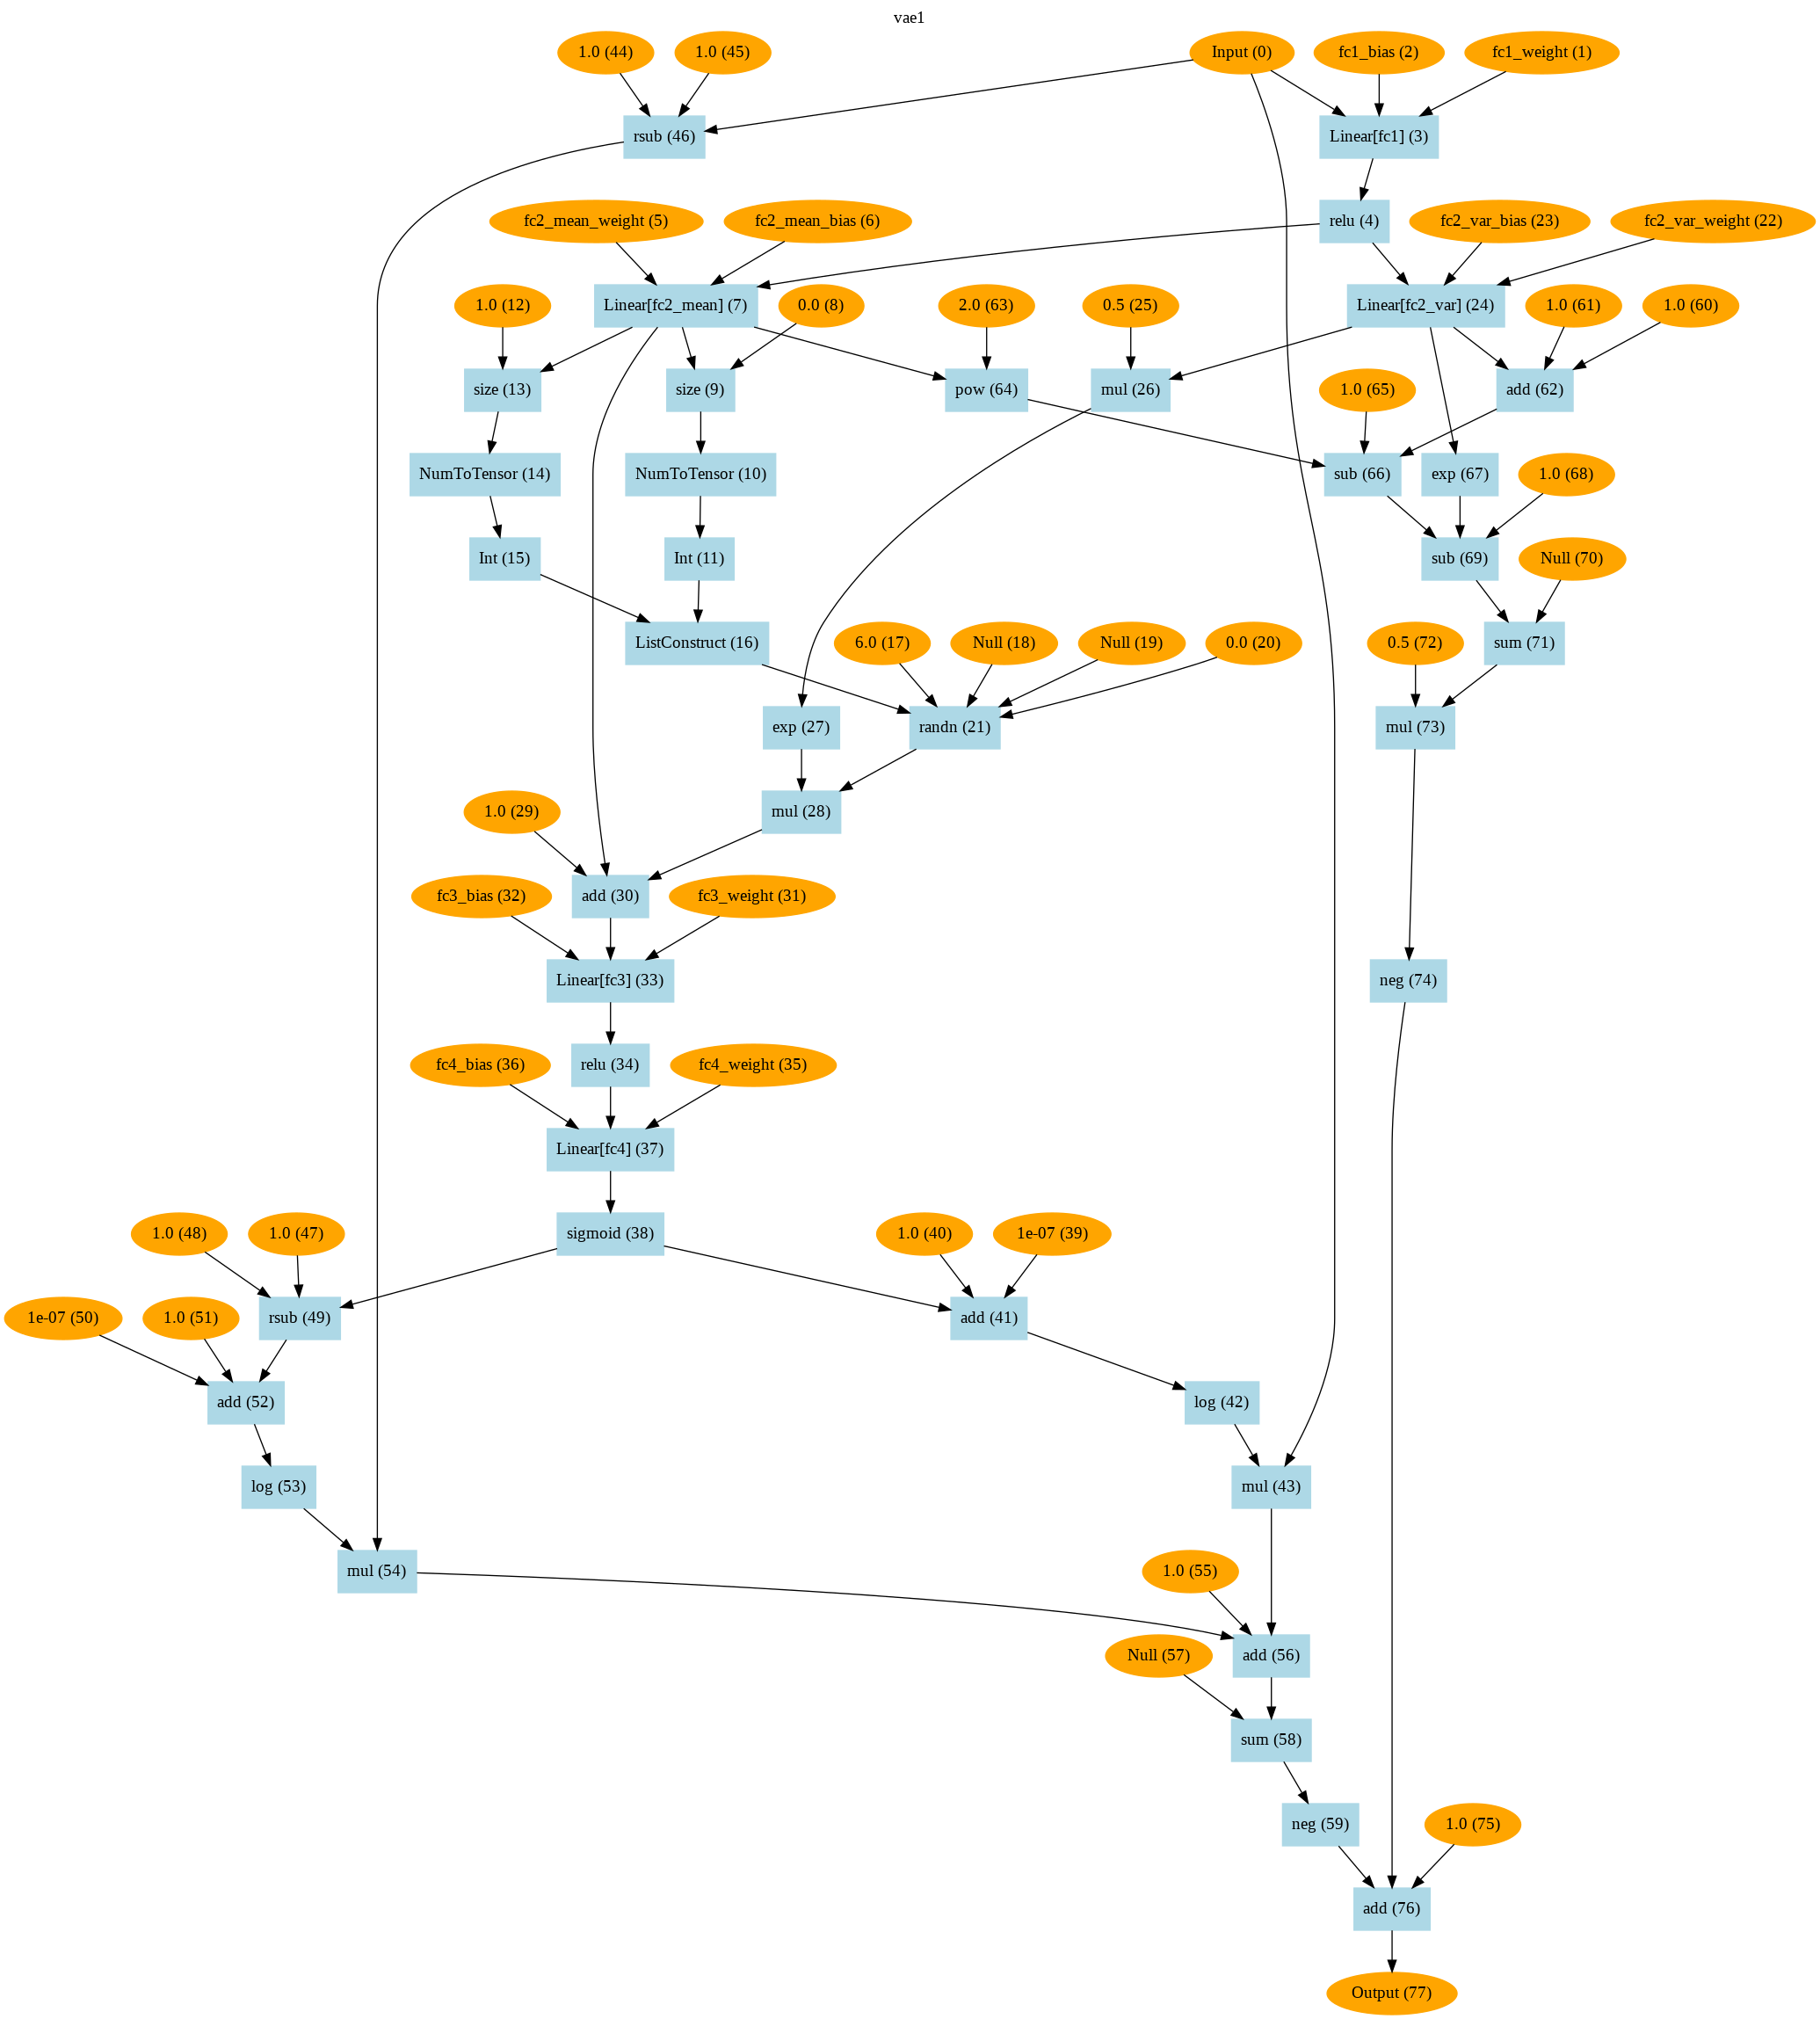 vae1
1.0 (44)
1.0 (45)
Input (0)
fc1_bias (2)
fc1_weight (1)
rsub (46)
Linear[fc1] (3)
fc2_mean_weight (5)
fc2_mean_bias (6)
relu (4)
fc2_var_bias (23)
fc2_var_weight (22)
1.0 (12)
Linear[fc2_mean] (7)
0.0 (8)
2.0 (63)
0.5 (25)
Linear[fc2_var] (24)
1.0 (61)
1.0 (60)
size (13)
size (9)
pow (64)
mul (26)
1.0 (65)
add (62)
NumToTensor (14)
NumToTensor (10)
sub (66)
exp (67)
1.0 (68)
Int (15)
Int (11)
sub (69)
Null (70)
ListConstruct (16)
6.0 (17)
Null (18)
Null (19)
0.0 (20)
0.5 (72)
sum (71)
exp (27)
randn (21)
mul (73)
1.0 (29)
mul (28)
fc3_bias (32)
add (30)
fc3_weight (31)
Linear[fc3] (33)
neg (74)
fc4_bias (36)
relu (34)
fc4_weight (35)
Linear[fc4] (37)
1.0 (48)
1.0 (47)
sigmoid (38)
1.0 (40)
1e-07 (39)
1e-07 (50)
1.0 (51)
rsub (49)
add (41)
add (52)
log (42)
log (53)
mul (43)
mul (54)
1.0 (55)
Null (57)
add (56)
sum (58)
neg (59)
1.0 (75)
add (76)
Output (77)